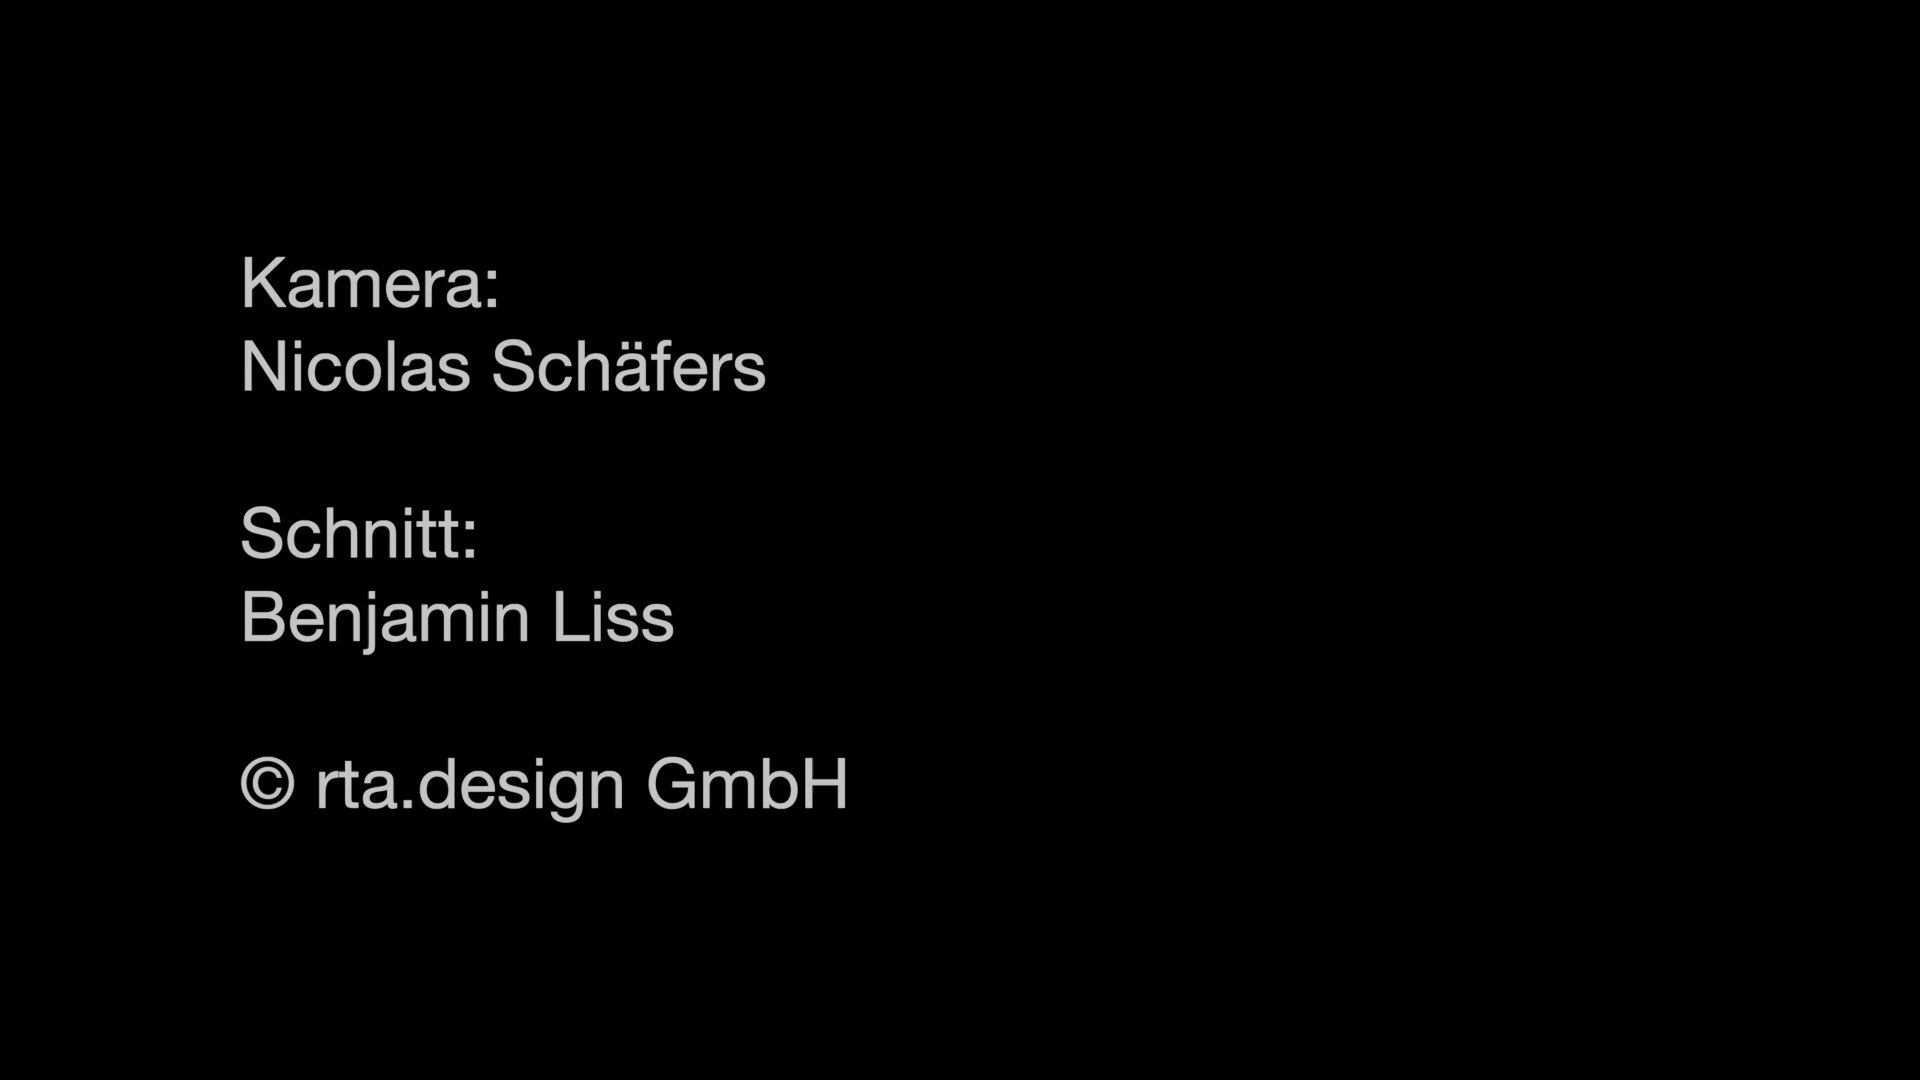 Kamera:
Nicolas Schäfers
Schnitt:
Benjamin Liss
© rta.design GmbH